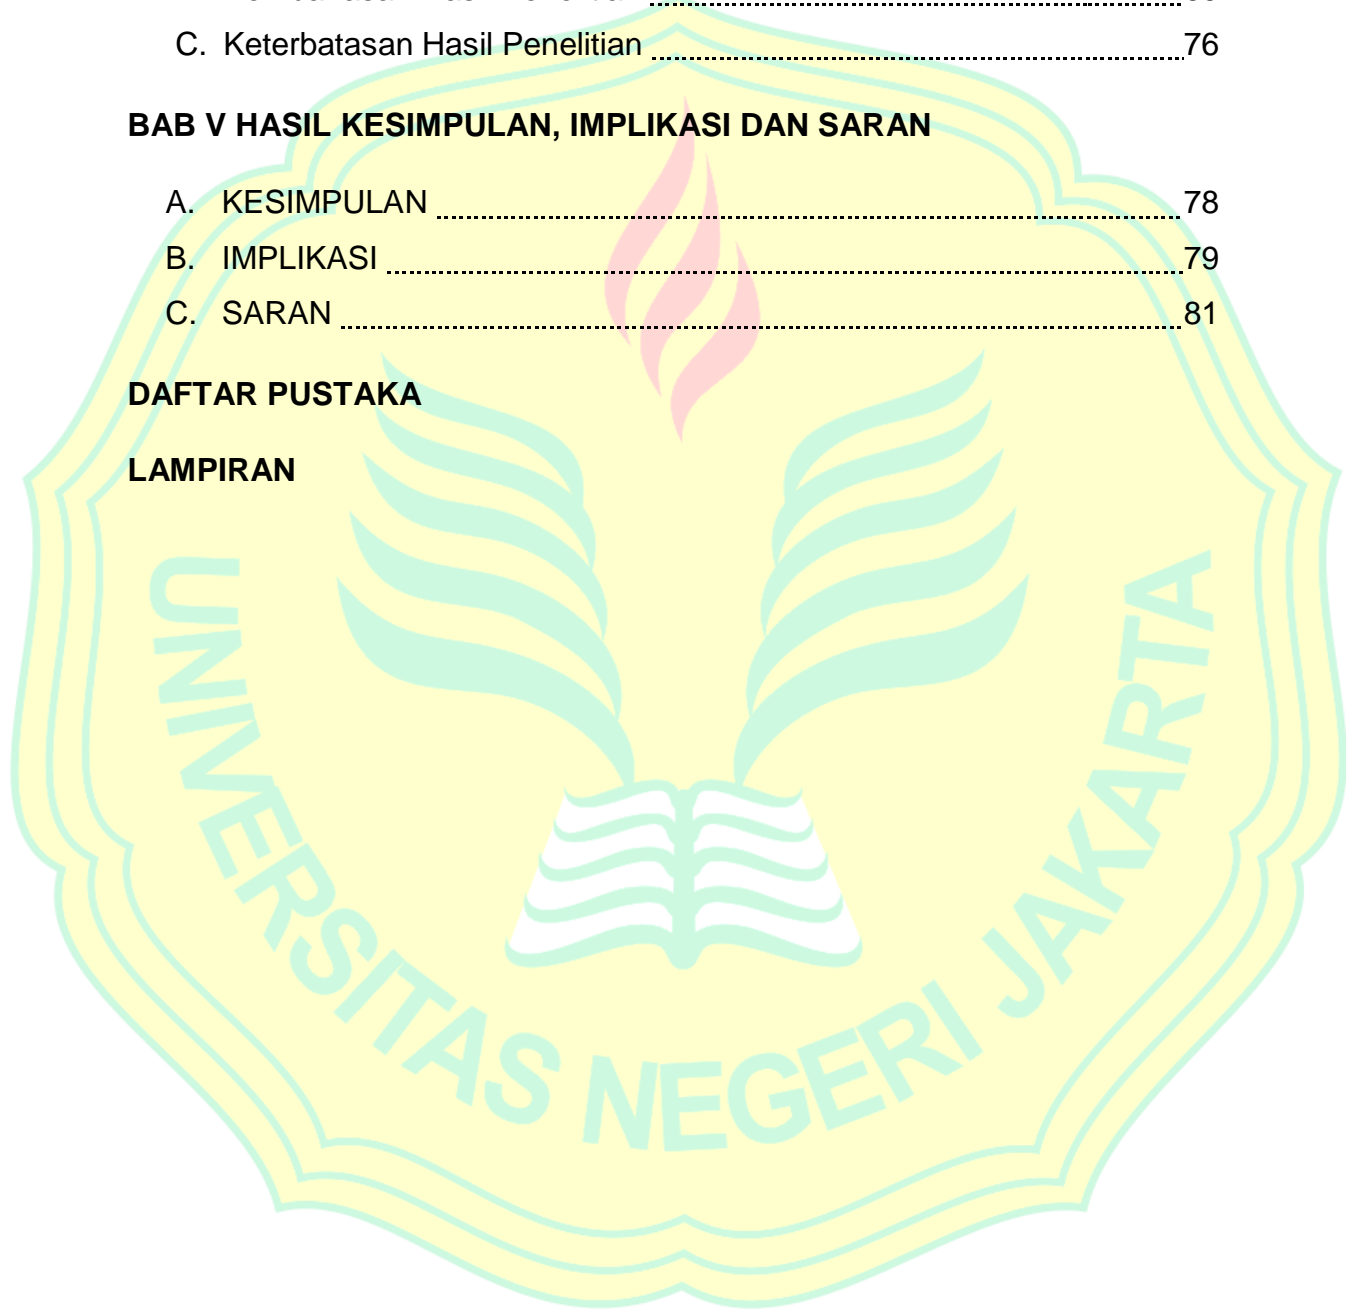 C. Keterbatasan Hasil Penelitian ........ 76
BAB V HASIL KESIMPULAN, IMPLIKASI DAN SARAN
A. KESIMPULAN ........ 78
B. IMPLIKASI ........ 79
C. SARAN ........ 81
DAFTAR PUSTAKA
LAMPIRAN
UNIVERSITAS NEGERI JAKARTA